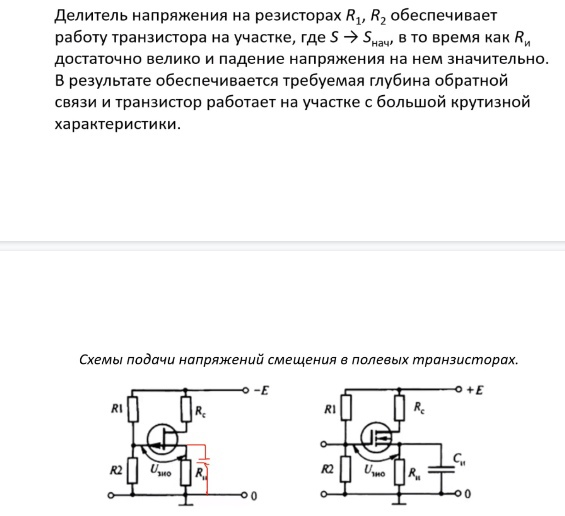 Делитель напряжения на резисторах R₁, R₂ обеспечивает
работу транзистора на участке, где S → Sнач, в то время как Rи
достаточно велико и падение напряжения на нем значительно.
В результате обеспечивается требуемая глубина обратной
связи и транзистор работает на участке с большой крутизной
характеристики.
Схемы подачи напряжений смещения в полевых транзисторах.
−E
R1
Rc
R2
Uзио
Rи
0
+E
R1
Rc
R2
Uзио
Rи
Cи
0